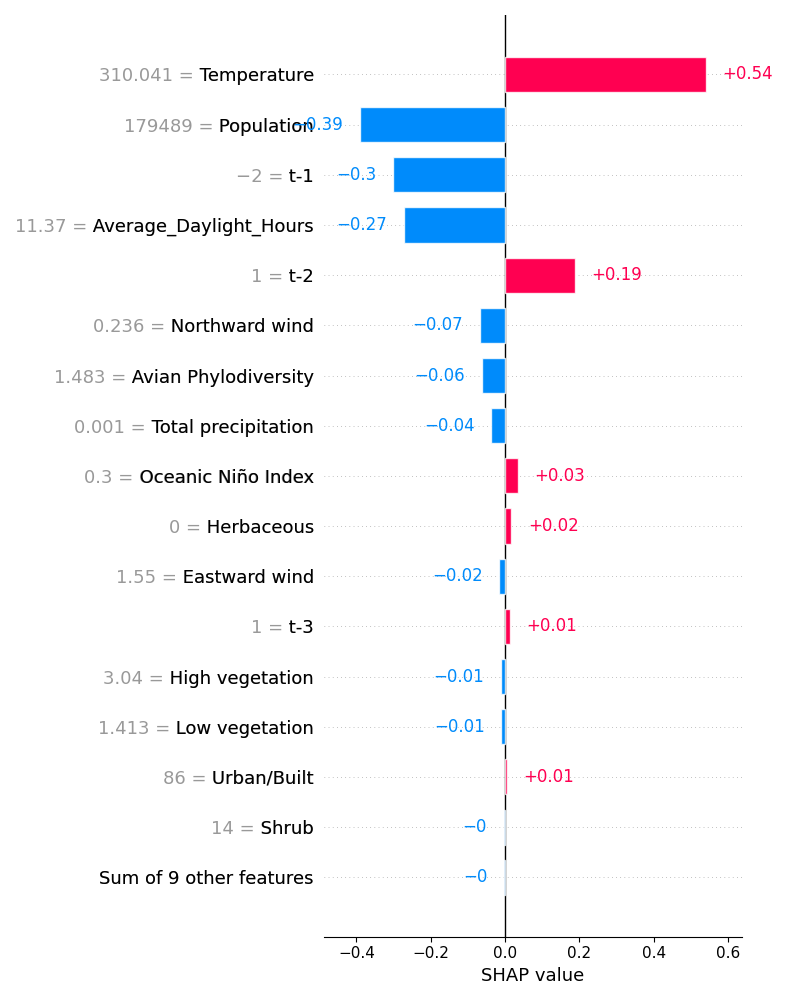 310.041 = Temperature +0.54
179489 = Population −0.39
−2 = t-1 −0.3
11.37 = Average_Daylight_Hours −0.27
1 = t-2 +0.19
0.236 = Northward wind −0.07
1.483 = Avian Phylodiversity −0.06
0.001 = Total precipitation −0.04
0.3 = Oceanic Niño Index +0.03
0 = Herbaceous +0.02
1.55 = Eastward wind −0.02
1 = t-3 +0.01
3.04 = High vegetation −0.01
1.413 = Low vegetation −0.01
86 = Urban/Built +0.01
14 = Shrub −0
Sum of 9 other features −0
−0.4 −0.2 0.0 0.2 0.4 0.6
SHAP value